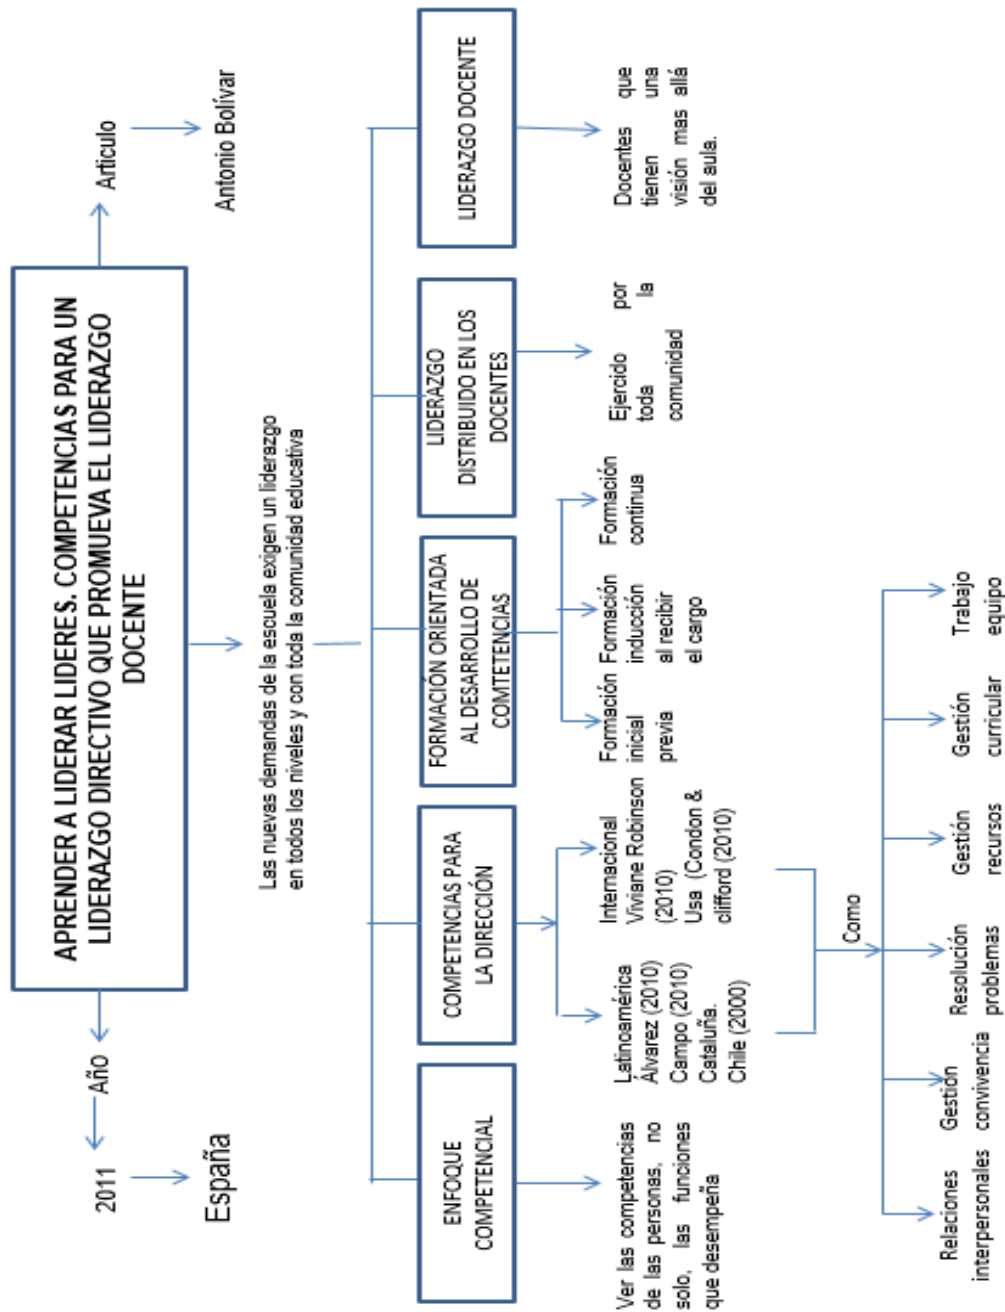 APRENDER A LIDERAR LIDERES. COMPETENCIAS PARA UN
LIDERAZGO DIRECTIVO QUE PROMUEVA EL LIDERAZGO
DOCENTE
Año
2011
España
Articulo
Antonio Bolívar
Las nuevas demandas de la escuela exigen un liderazgo
en todos los niveles y con toda la comunidad educativa
ENFOQUE
COMPETENCIAL
Ver las competencias
de las personas, no
solo, las funciones
que desempeña
COMPETENCIAS PARA
LA DIRECCIÓN
Latinoamérica
Álvarez (2010)
Campo (2010)
Cataluña.
Chile (2000)
Internacional
Viviane Robinson
(2010)
Usa (Condon &
clifford (2010)
FORMACIÓN ORIENTADA
AL DESARROLLO DE
COMTETENCIAS
Formación
inicial
previa
Formación
inducción
al recibir
el cargo
Formación
continua
LIDERAZGO
DISTRIBUIDO EN LOS
DOCENTES
Ejercido por
toda la
comunidad
LIDERAZGO DOCENTE
Docentes que
tienen una
visión mas allá
del aula.
Como
Relaciones
interpersonales
Gestión
convivencia
Resolución
problemas
Gestión
recursos
Gestión
curricular
Trabajo
equipo